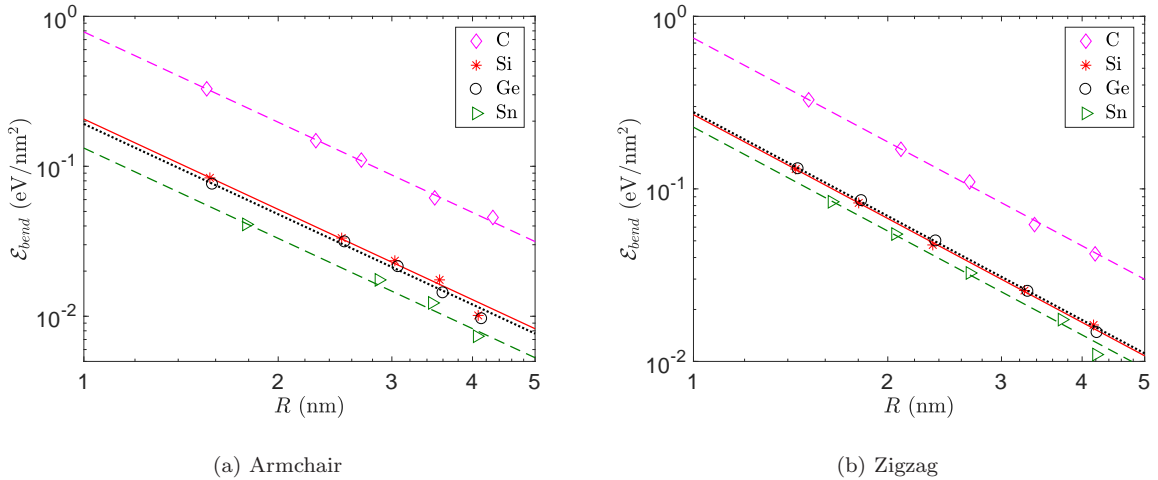 10^0
10^-1
10^-2
ℰ_bend (eV/nm^2)
1 2 3 4 5
R (nm)
C
Si
Ge
Sn
(a) Armchair
10^0
10^-1
10^-2
ℰ_bend (eV/nm^2)
1 2 3 4 5
R (nm)
C
Si
Ge
Sn
(b) Zigzag